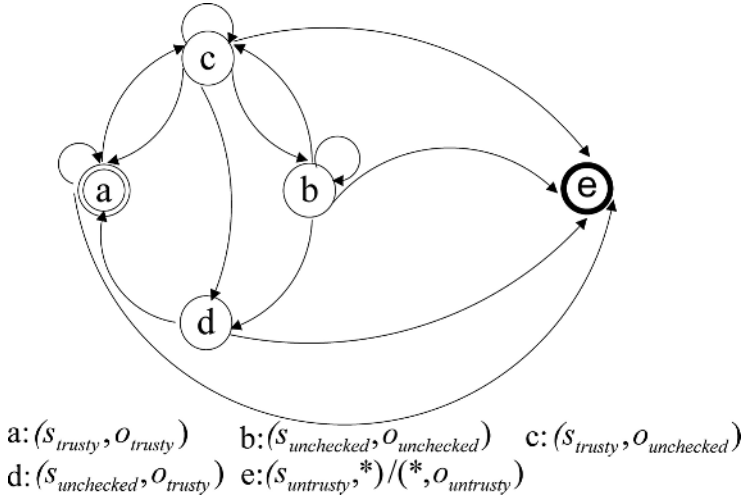 c
a
b
e
d
a: (s_trusty, o_trusty) b: (s_unchecked, o_unchecked) c: (s_trusty, o_unchecked)
d: (s_unchecked, o_trusty) e: (s_untrusty, *) / (*, o_untrusty)